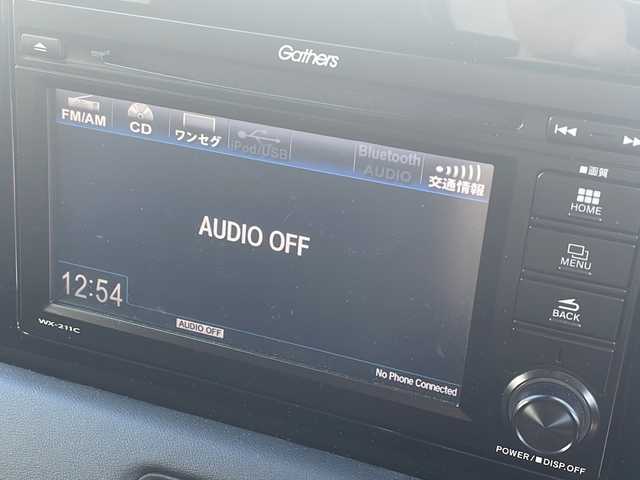 Gathers
FM/AM
CD
ワンセグ
iPod/USB
Bluetooth
AUDIO
交通情報
AUDIO OFF
12:54
AUDIO OFF
No Phone Connected
WX-211C
■画質
HOME
MENU
BACK
POWER/■DISP.OFF